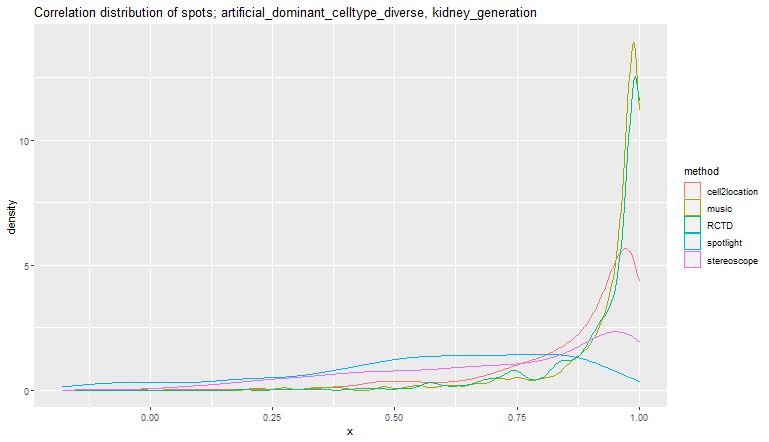 Correlation distribution of spots; artificial_dominant_celltype_diverse, kidney_generation
10
5
0
density
0.00
0.25
0.50
0.75
1.00
x
method
cell2location
music
RCTD
spotlight
stereoscope